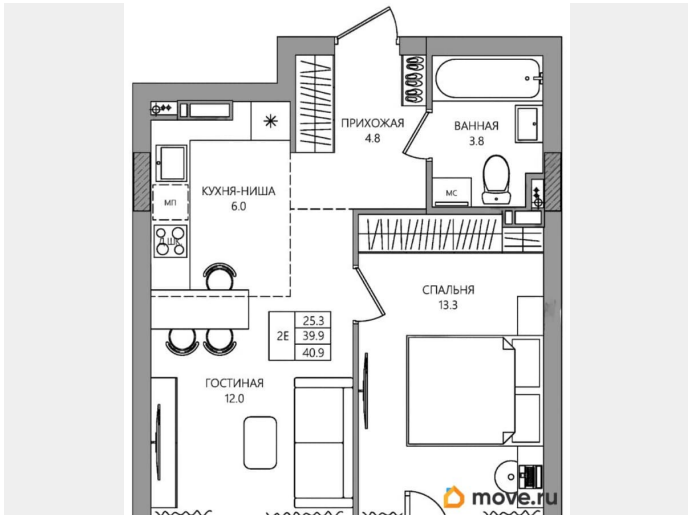 ПРИХОЖАЯ
4.8
ВАННАЯ
3.8
КУХНЯ-НИША
6.0
МП
МС
Д.ШК
СПАЛЬНЯ
13.3
2Е
25.3
39.9
40.9
ГОСТИНАЯ
12.0
move.ru